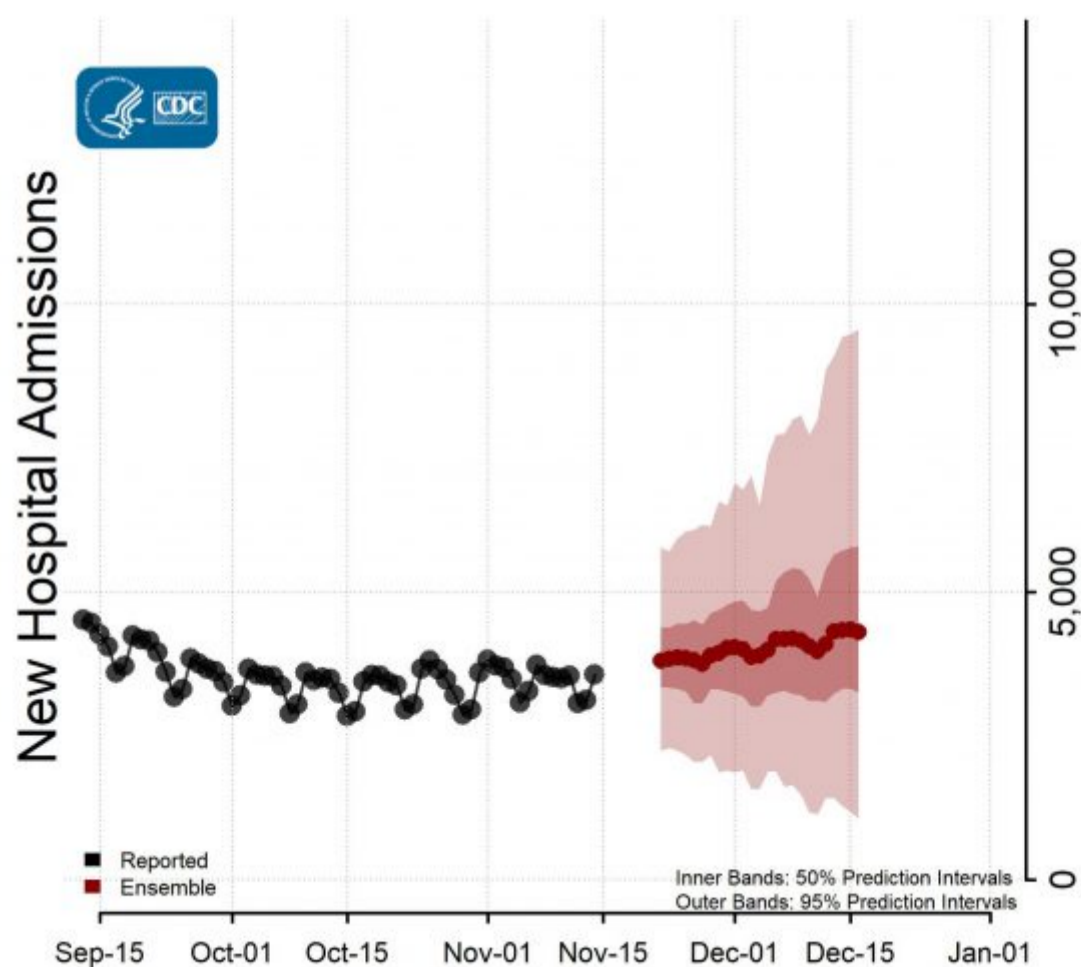 CDC
New Hospital Admissions
10,000
5,000
0
Reported
Ensemble
Inner Bands: 50% Prediction Intervals
Outer Bands: 95% Prediction Intervals
Sep-15 Oct-01 Oct-15 Nov-01 Nov-15 Dec-01 Dec-15 Jan-01